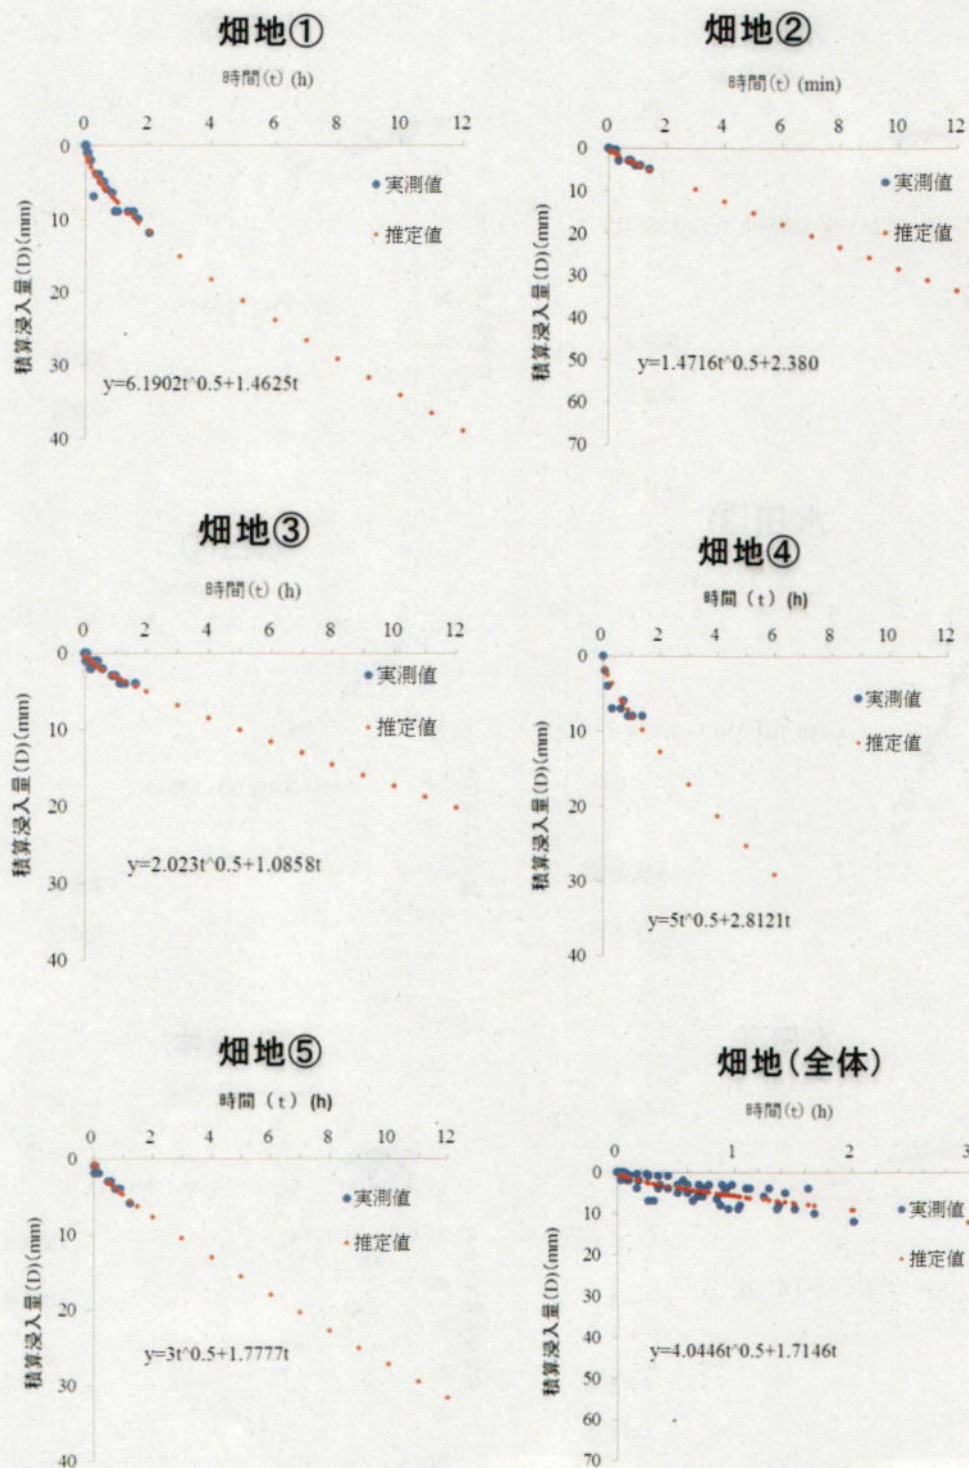 畑地①
時間(t) (h)
0 2 4 6 8 10 12
0
10
20
30
40
積算浸入量(D)(mm)
実測値
推定値
y=6.1902t^0.5+1.4625t
畑地②
時間(t) (min)
0 2 4 6 8 10 12
0
10
20
30
40
50
60
70
積算浸入量(D)(mm)
実測値
推定値
y=1.4716t^0.5+2.380
畑地③
時間(t) (h)
0 2 4 6 8 10 12
0
10
20
30
40
積算浸入量(D)(mm)
実測値
推定値
y=2.023t^0.5+1.0858t
畑地④
時間(t) (h)
0 2 4 6 8 10 12
0
10
20
30
40
積算浸入量(D)(mm)
実測値
推定値
y=5t^0.5+2.8121t
畑地⑤
時間(t) (h)
0 2 4 6 8 10 12
0
10
20
30
40
積算浸入量(D)(mm)
実測値
推定値
y=3t^0.5+1.7777t
畑地(全体)
時間(t) (h)
0 1 2 3
0
10
20
30
40
50
60
70
積算浸入量(D)(mm)
実測値
推定値
y=4.0446t^0.5+1.7146t